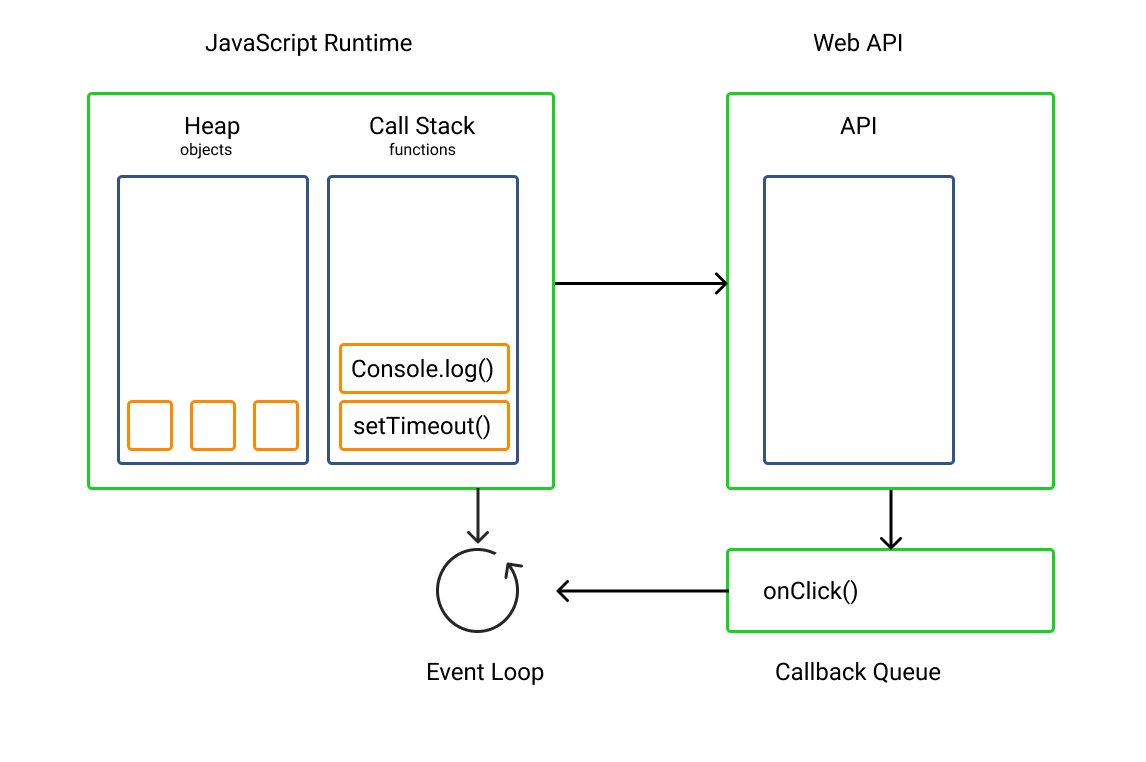 JavaScript Runtime
Web API
Heap
objects
Call Stack
functions
API
Console.log()
setTimeout()
onClick()
Event Loop
Callback Queue